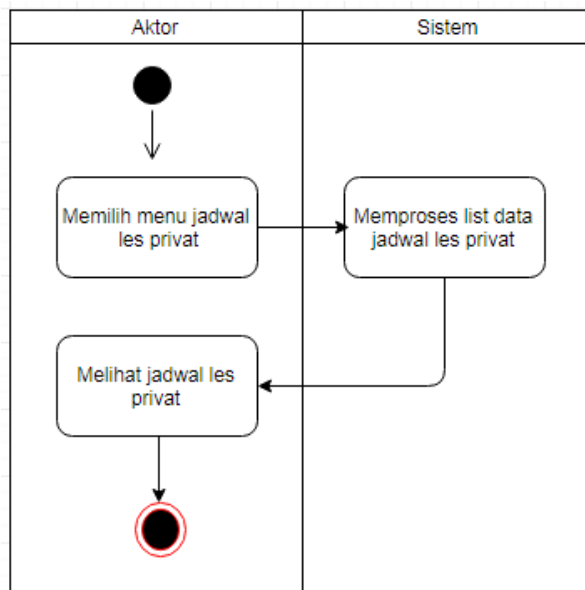 Aktor
Sistem
Memilih menu jadwal
les privat
Memproses list data
jadwal les privat
Melihat jadwal les
privat